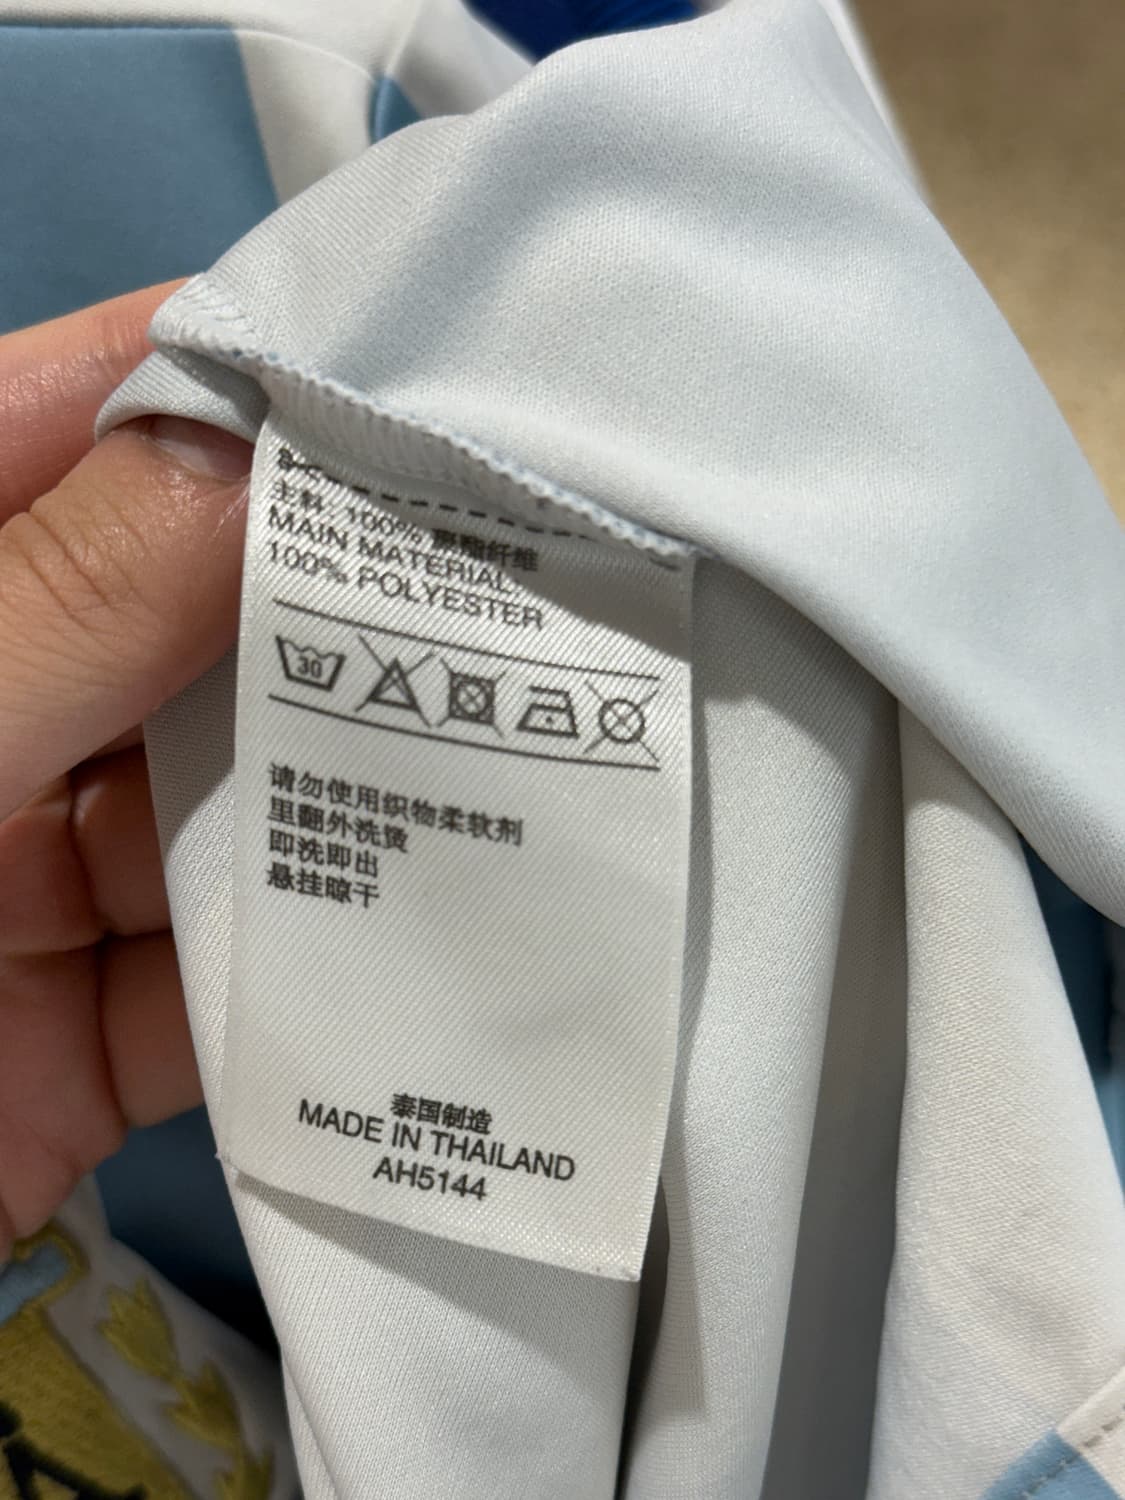 主料: 100% 聚酯纤维
MAIN MATERIAL:
100% POLYESTER
30
请勿使用织物柔软剂
里翻外洗烫
即洗即出
悬挂晾干
泰国制造
MADE IN THAILAND
AH5144